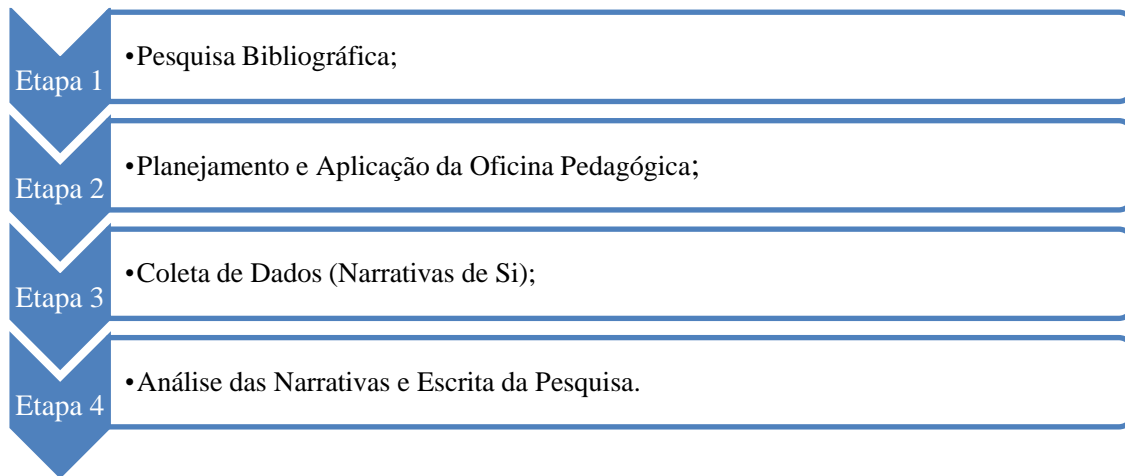 Etapa 1
•Pesquisa Bibliográfica;
Etapa 2
•Planejamento e Aplicação da Oficina Pedagógica;
Etapa 3
•Coleta de Dados (Narrativas de Si);
Etapa 4
•Análise das Narrativas e Escrita da Pesquisa.